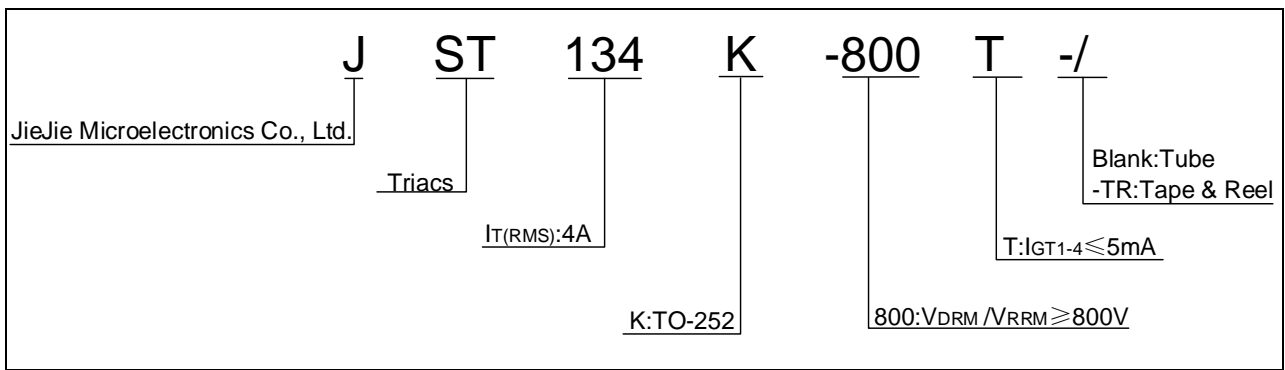 J ST 134 K -800 T -/
JieJie Microelectronics Co., Ltd.
Blank:Tube
Triacs
-TR:Tape & Reel
IT(RMS):4A
T:IGT1-4≤5mA
K:TO-252
800:VDRM /VRRM≥800V